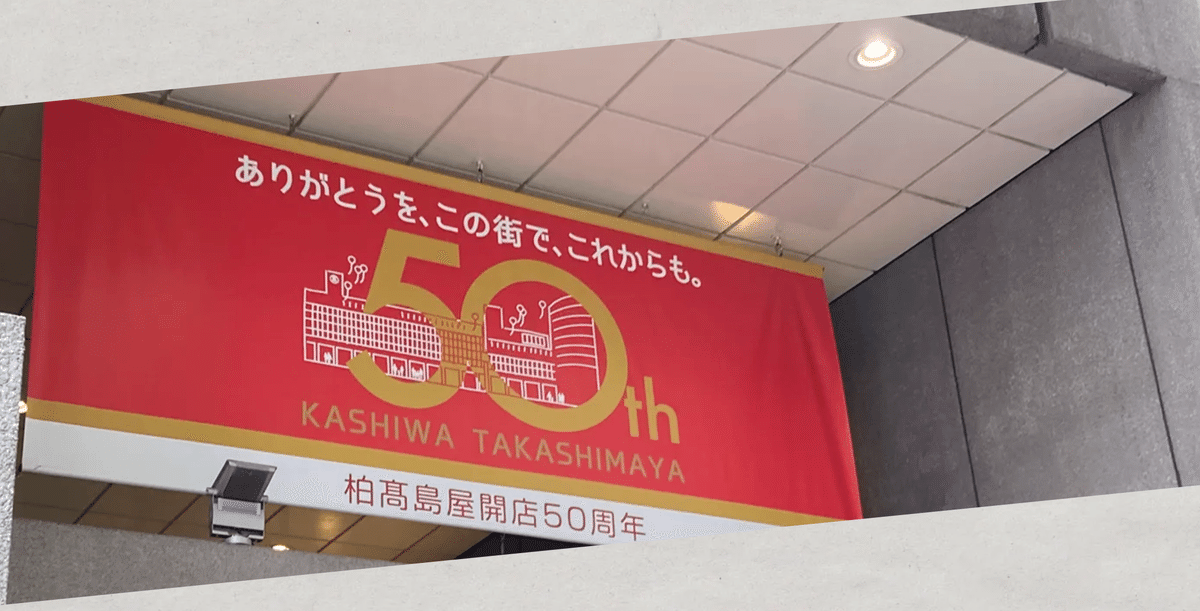 ありがとうを、この街で、これからも。
50th
KASHIWA TAKASHIMAYA
柏髙島屋開店50周年